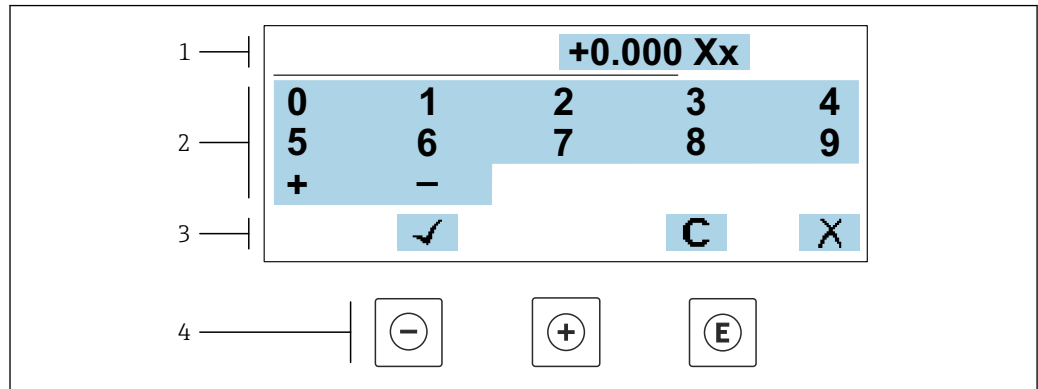 1 +0.000 Xx
0 1 2 3 4
2 5 6 7 8 9
+ −
3 ✓ C X
4 − + E